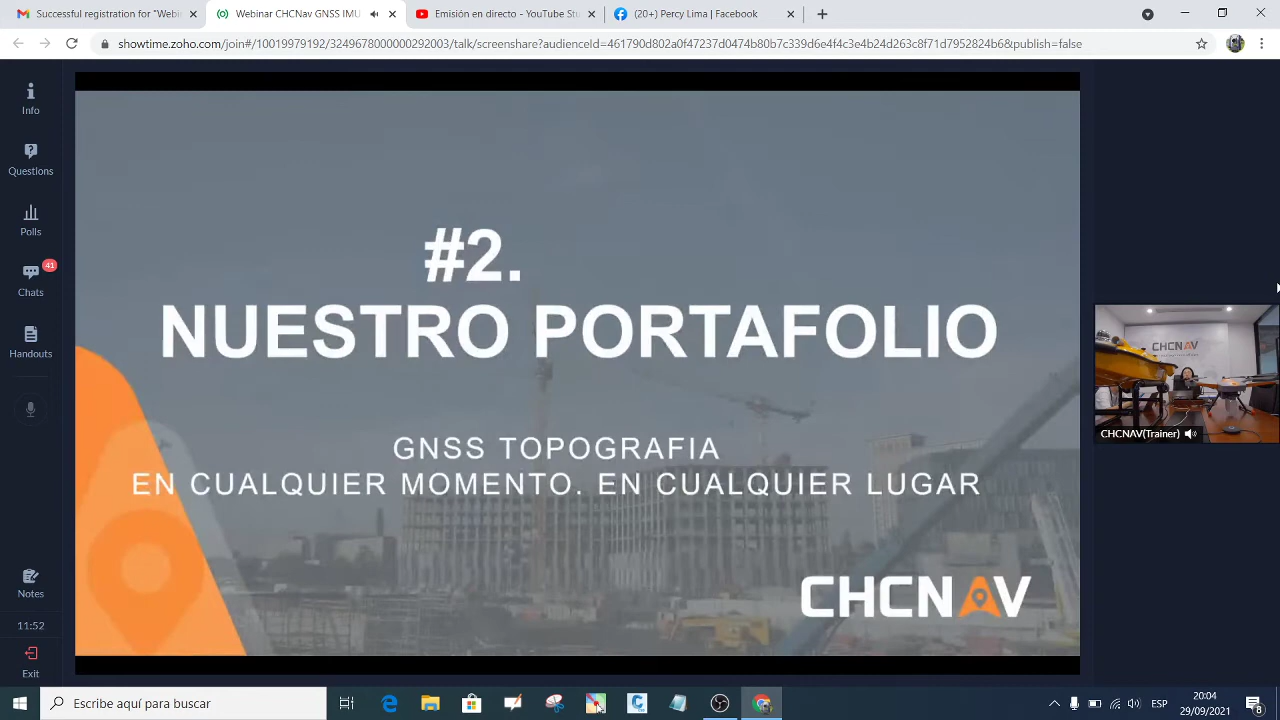 Successful registration for "Webi
Webinar CHCNav GNSS IMU
Emisión en directo - YouTube Stu
(20+) Percy Lima | Facebook
showtime.zoho.com/join#/10019979192/3249678000000292003/talk/screenshare?audienceId=461790d802a0f47237d0474b80b7c339d6e4f4c3e4b24d263c8f71d7952824b6&publish=false
Info
Questions
Polls
41
Chats
Handouts
Notes
11:52
Exit
#2.
NUESTRO PORTAFOLIO
GNSS TOPOGRAFIA
EN CUALQUIER MOMENTO. EN CUALQUIER LUGAR
CHCNAV
CHCNAV
CHCNAV(Trainer)
Escribe aquí para buscar
ESP
20:04
29/09/2021
8